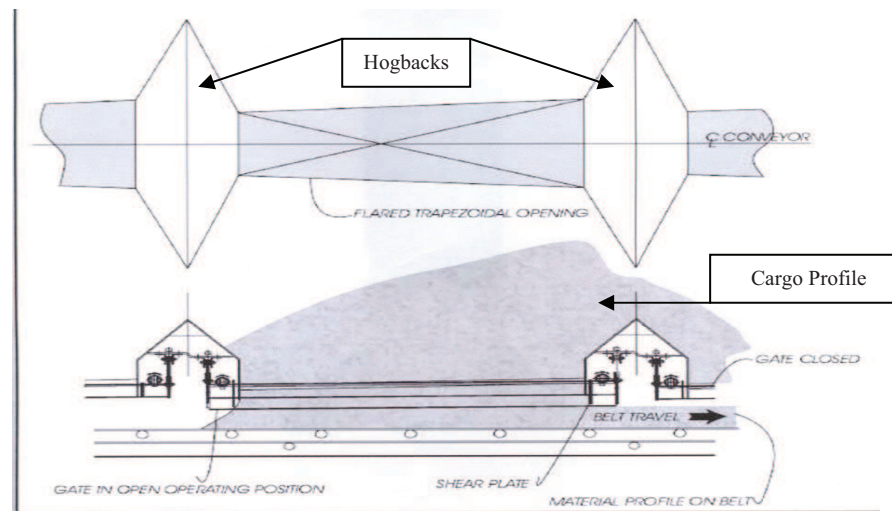 Hogbacks
℄ CONVEYOR
FLARED TRAPEZOIDAL OPENING
Cargo Profile
GATE CLOSED
BELT TRAVEL
GATE IN OPEN OPERATING POSITION
SHEAR PLATE
MATERIAL PROFILE ON BELT